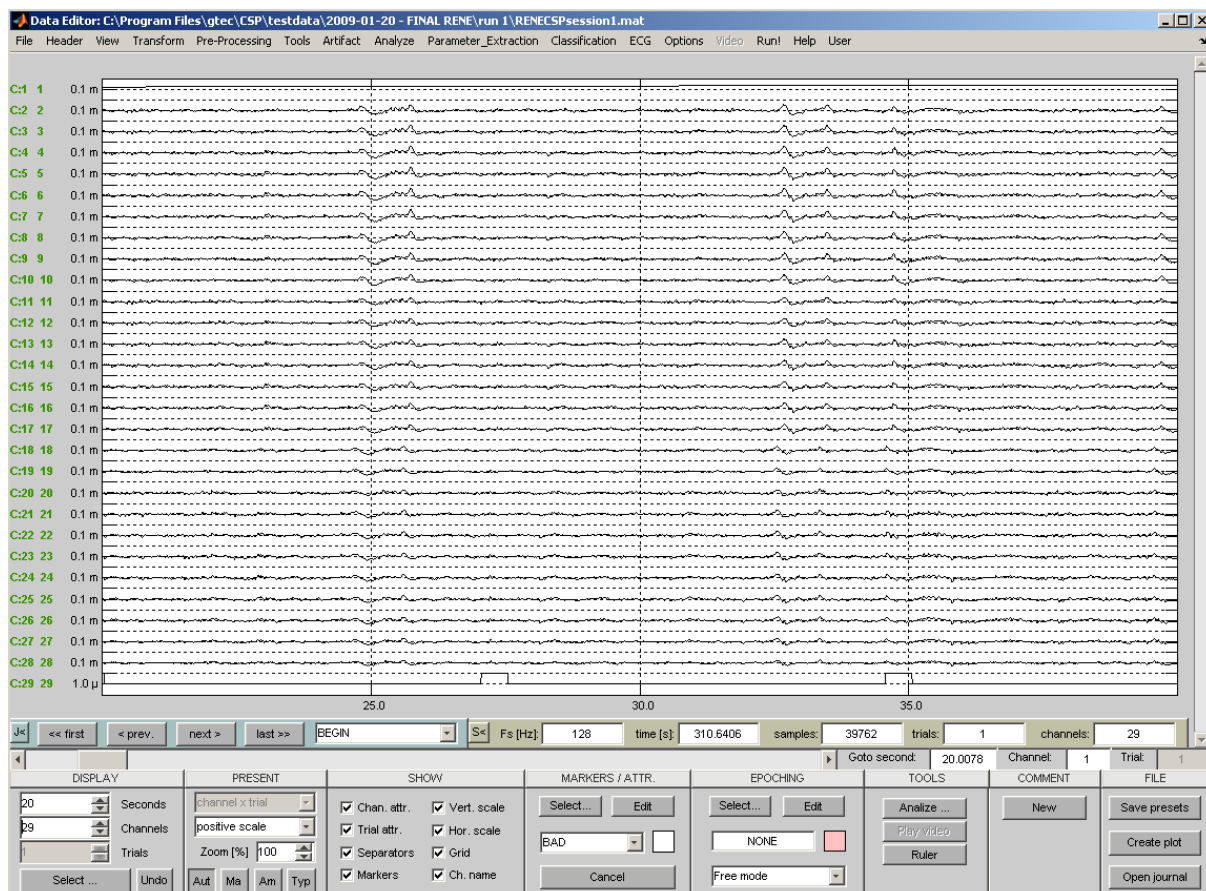 Data Editor: C:\Program Files\gtec\CSP\testdata\2009-01-20 - FINAL RENE\run 1\RENECSPsession1.mat
File Header View Transform Pre-Processing Tools Artifact Analyze Parameter_Extraction Classification ECG Options Video Run! Help User
C:1 1 0.1 m
C:2 2 0.1 m
C:3 3 0.1 m
C:4 4 0.1 m
C:5 5 0.1 m
C:6 6 0.1 m
C:7 7 0.1 m
C:8 8 0.1 m
C:9 9 0.1 m
C:10 10 0.1 m
C:11 11 0.1 m
C:12 12 0.1 m
C:13 13 0.1 m
C:14 14 0.1 m
C:15 15 0.1 m
C:16 16 0.1 m
C:17 17 0.1 m
C:18 18 0.1 m
C:19 19 0.1 m
C:20 20 0.1 m
C:21 21 0.1 m
C:22 22 0.1 m
C:23 23 0.1 m
C:24 24 0.1 m
C:25 25 0.1 m
C:26 26 0.1 m
C:27 27 0.1 m
C:28 28 0.1 m
C:29 29 1.0 µ
25.0 30.0 35.0
J< << first < prev. next > last >> BEGIN S< Fs [Hz]: 128 time [s]: 310.6406 samples: 39762 trials: 1 channels: 29
Goto second: 20.0078 Channel: 1 Trial: 1
DISPLAY PRESENT SHOW MARKERS / ATTR. EPOCHING TOOLS COMMENT FILE
20 Seconds channel x trial Chan. attr. Vert. scale Select... Edit Select... Edit Analize ... New Save presets
29 Channels positive scale Trial attr. Hor. scale Play video
1 Trials Zoom [%] 100 Separators Grid BAD NONE Ruler Create plot
Select ... Undo Aut Ma Am Typ Markers Ch. name Cancel Free mode Open journal